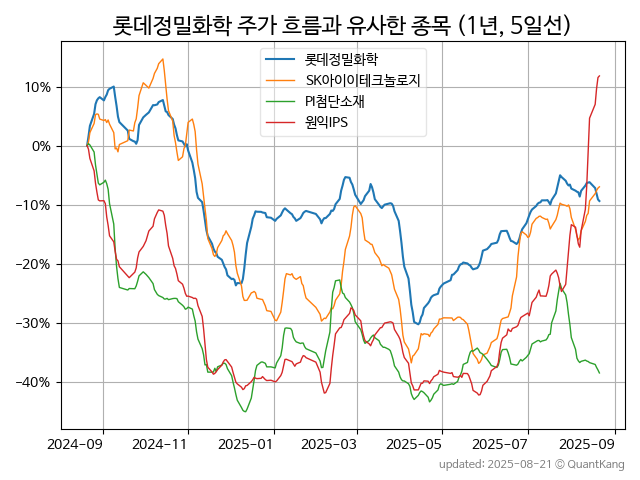 롯데정밀화학 주가 흐름과 유사한 종목 (1년, 5일선)
롯데정밀화학
SK아이이테크놀로지
PI첨단소재
원익IPS
10%
0%
−10%
−20%
−30%
−40%
2024-09 2024-11 2025-01 2025-03 2025-05 2025-07 2025-09
updated: 2025-08-21 © QuantKang